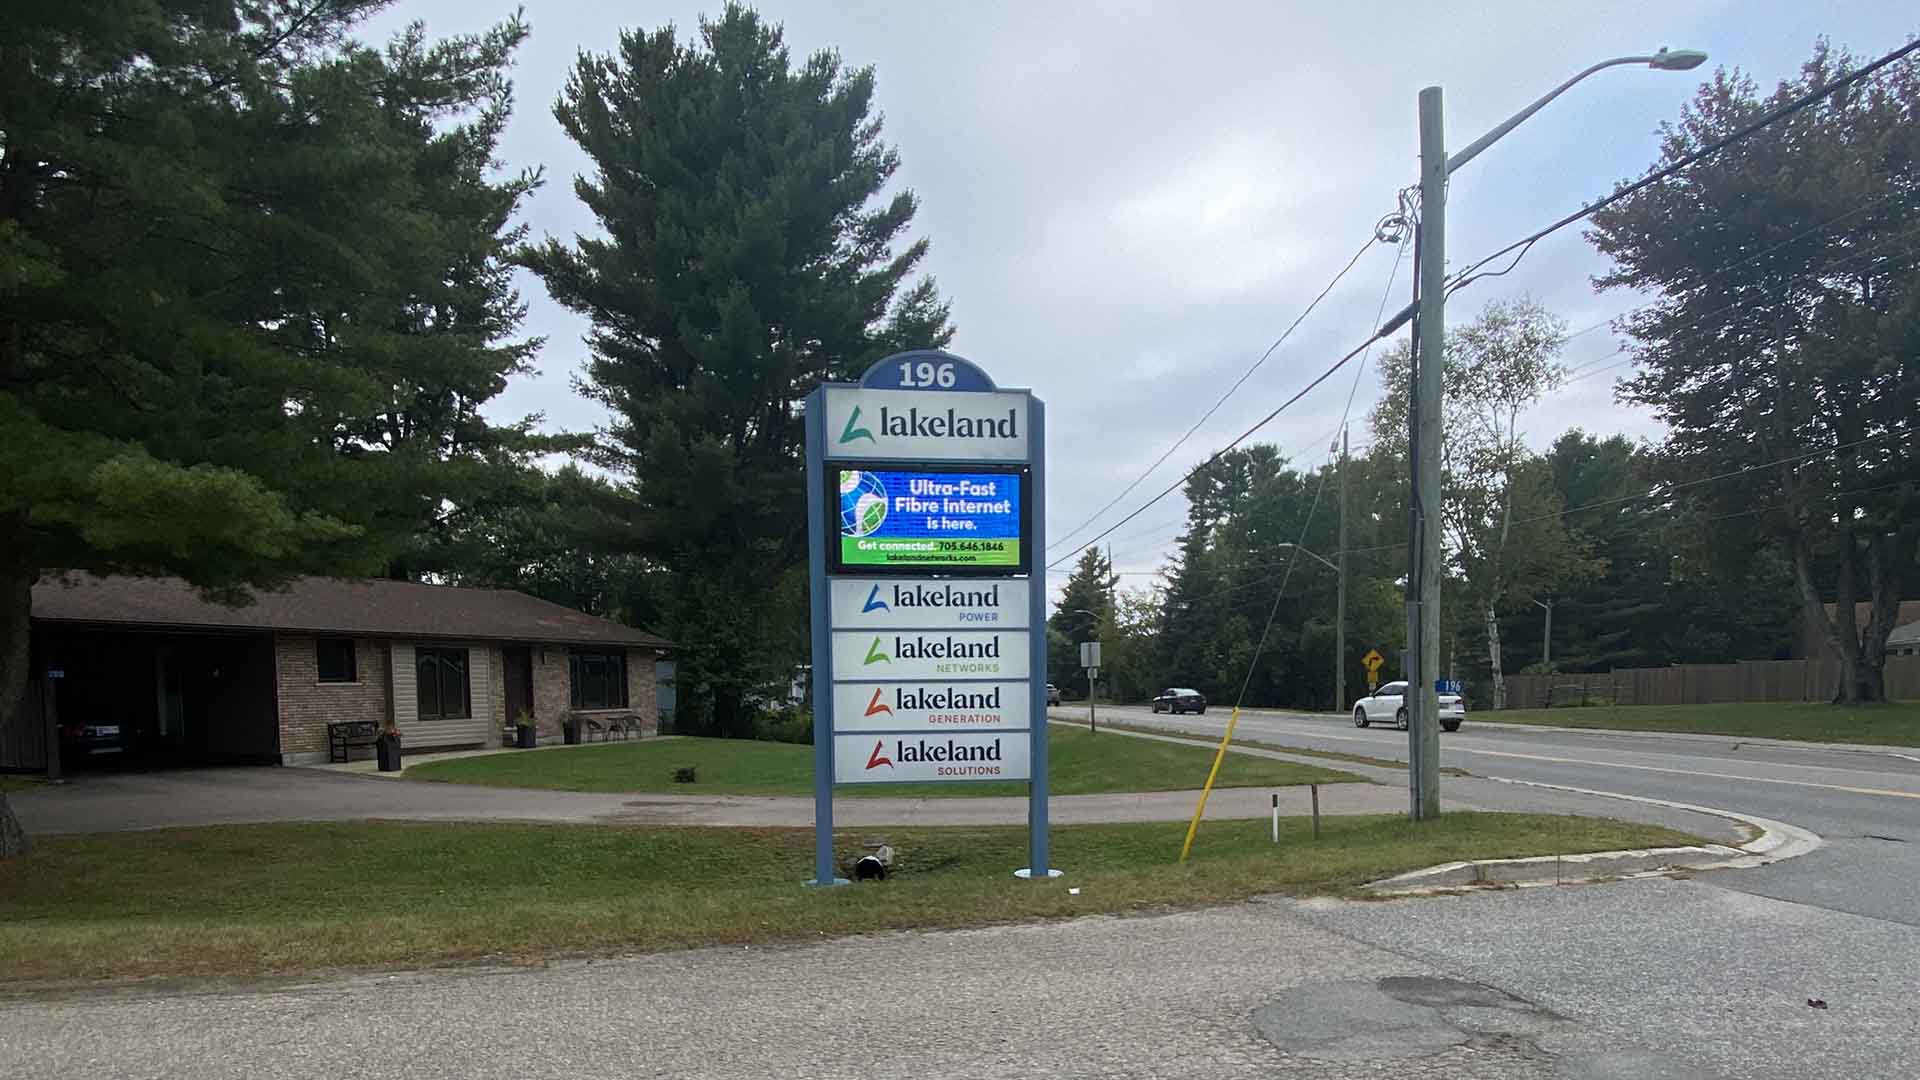 196
lakeland
Ultra-Fast
Fibre Internet
is here.
Get connected. 705.646.1846
lakelandnetworks.com
lakeland
POWER
lakeland
NETWORKS
lakeland
GENERATION
lakeland
SOLUTIONS
196